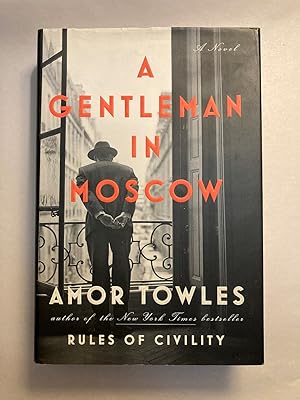 A Novel
A
GENTLEMAN
IN
MOSCOW
AMOR TOWLES
author of the New York Times bestseller
RULES OF CIVILITY